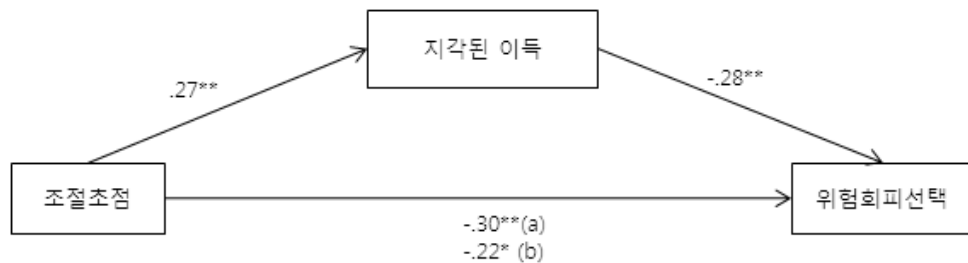 지각된 이득
.27**
-.28**
조절초점
위험회피선택
-.30**(a)
-.22* (b)